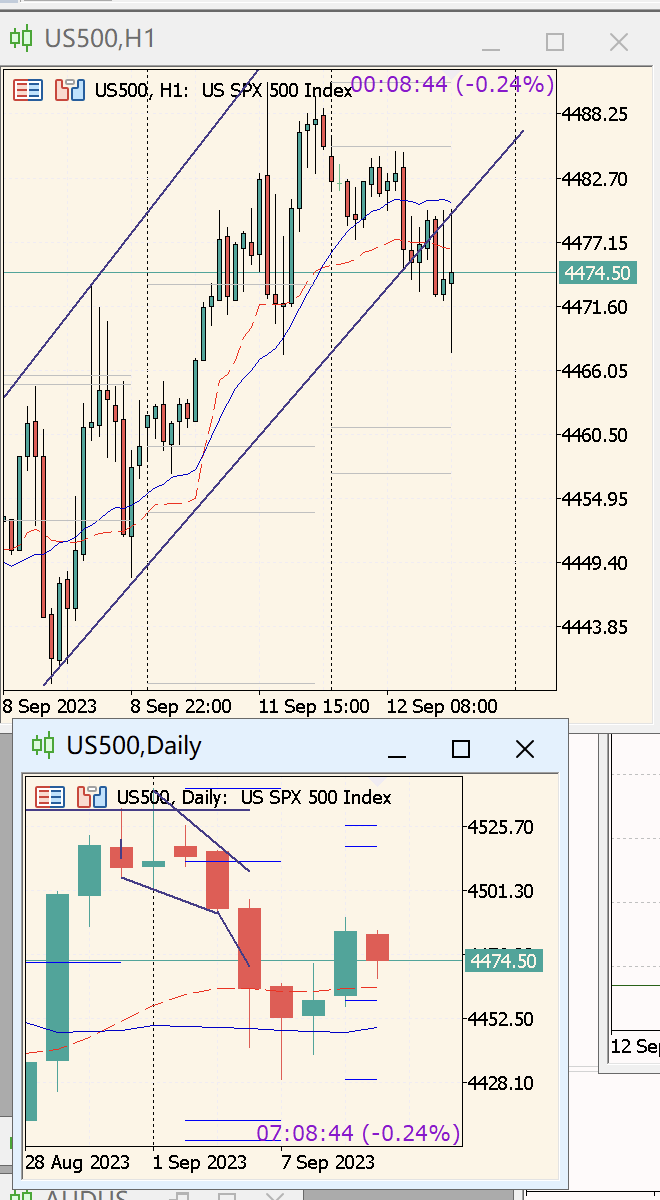 US500,H1
US500, H1: US SPX 500 Index
00:08:44 (-0.24%)
4488.25
4482.70
4477.15
4474.50
4471.60
4466.05
4460.50
4454.95
4449.40
4443.85
8 Sep 2023
8 Sep 22:00
11 Sep 15:00
12 Sep 08:00
US500,Daily
US500, Daily: US SPX 500 Index
4525.70
4501.30
4474.50
4452.50
4428.10
07:08:44 (-0.24%)
28 Aug 2023
1 Sep 2023
7 Sep 2023
12 Sep
AUDUS